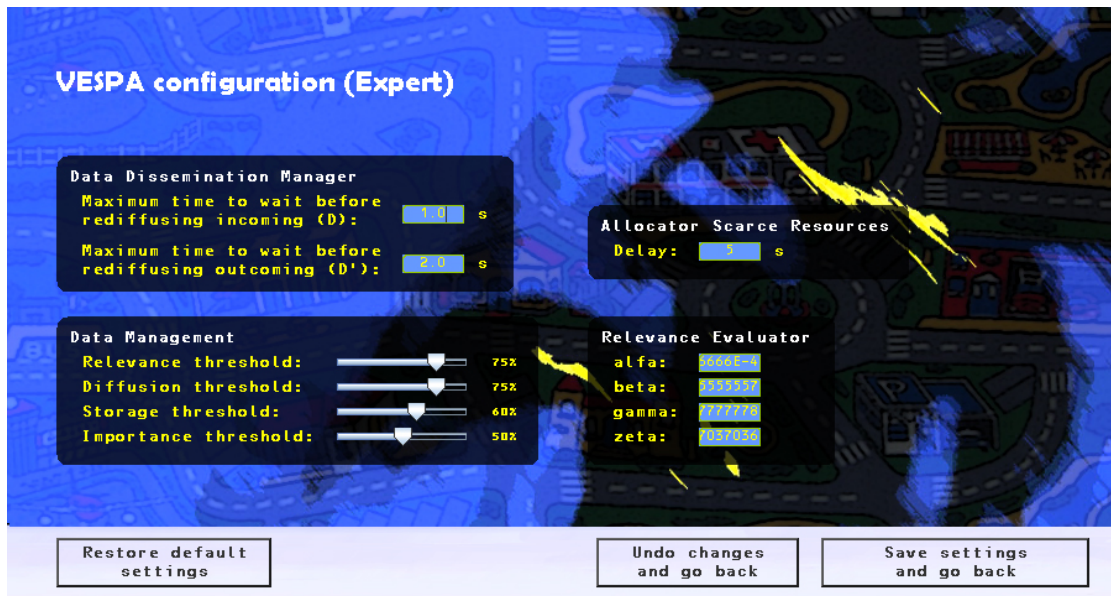 VESPA configuration (Expert)
Data Dissemination Manager
Maximum time to wait before
rediffusing incoming (D): 1.0 s
Maximum time to wait before
rediffusing outcoming (D'): 2.0 s
Allocator Scarce Resources
Delay: 5 s
Data Management
Relevance threshold: 75%
Diffusion threshold: 75%
Storage threshold: 60%
Importance threshold: 50%
Relevance Evaluator
alfa: 6666E-4
beta: 5555557
gamma: 7777778
zeta: 7037036
Restore default
settings
Undo changes
and go back
Save settings
and go back